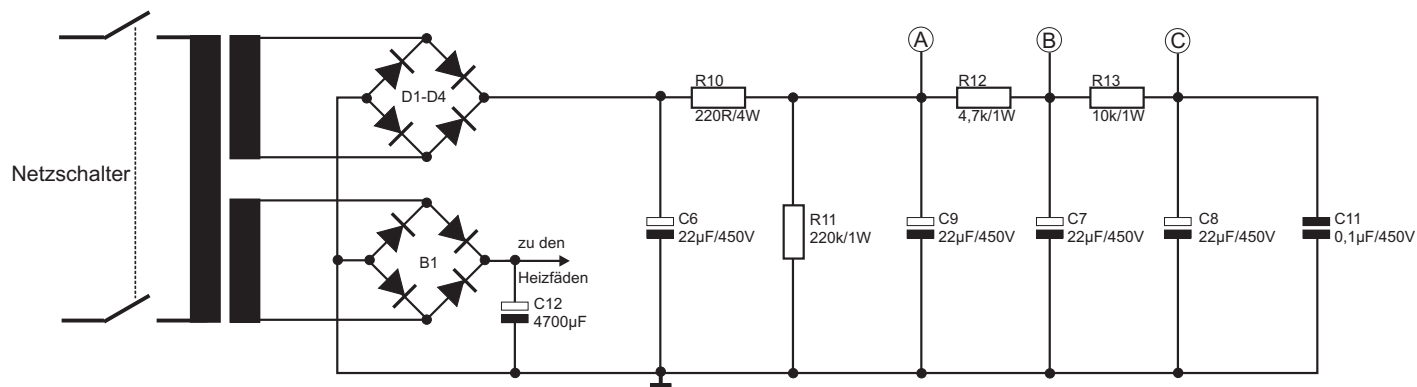 A
B
C
R10
220R/4W
R12
4,7k/1W
R13
10k/1W
D1-D4
Netzschalter
C6
22µF/450V
R11
220k/1W
C9
22µF/450V
C7
22µF/450V
C8
22µF/450V
C11
0,1µF/450V
zu den
Heizfäden
B1
C12
4700µF